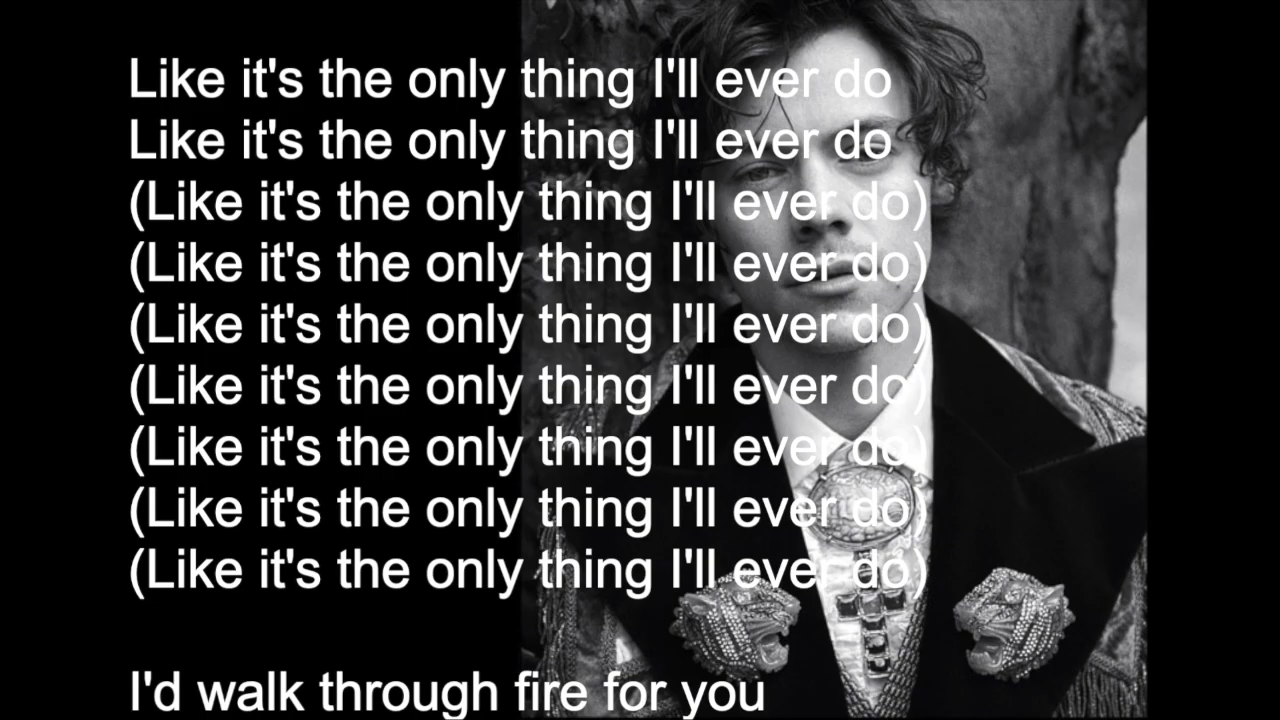 Like it's the only thing I'll ever do
Like it's the only thing I'll ever do
(Like it's the only thing I'll ever do)
(Like it's the only thing I'll ever do)
(Like it's the only thing I'll ever do)
(Like it's the only thing I'll ever do)
(Like it's the only thing I'll ever do)
(Like it's the only thing I'll ever do)
(Like it's the only thing I'll ever do)
I'd walk through fire for you